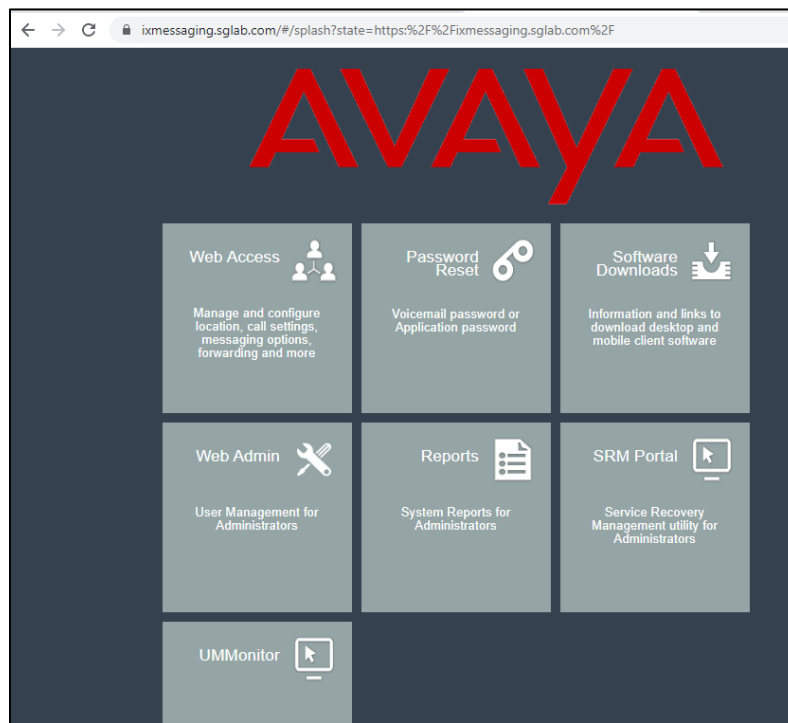 ixmessaging.sglab.com/#/splash?state=https:%2F%2Fixmessaging.sglab.com%2F
AVAYA
Web Access
Manage and configure
location, call settings,
messaging options,
forwarding and more
Password
Reset
Voicemail password or
Application password
Software
Downloads
Information and links to
download desktop and
mobile client software
Web Admin
User Management for
Administrators
Reports
System Reports for
Administrators
SRM Portal
Service Recovery
Management utility for
Administrators
UMMonitor